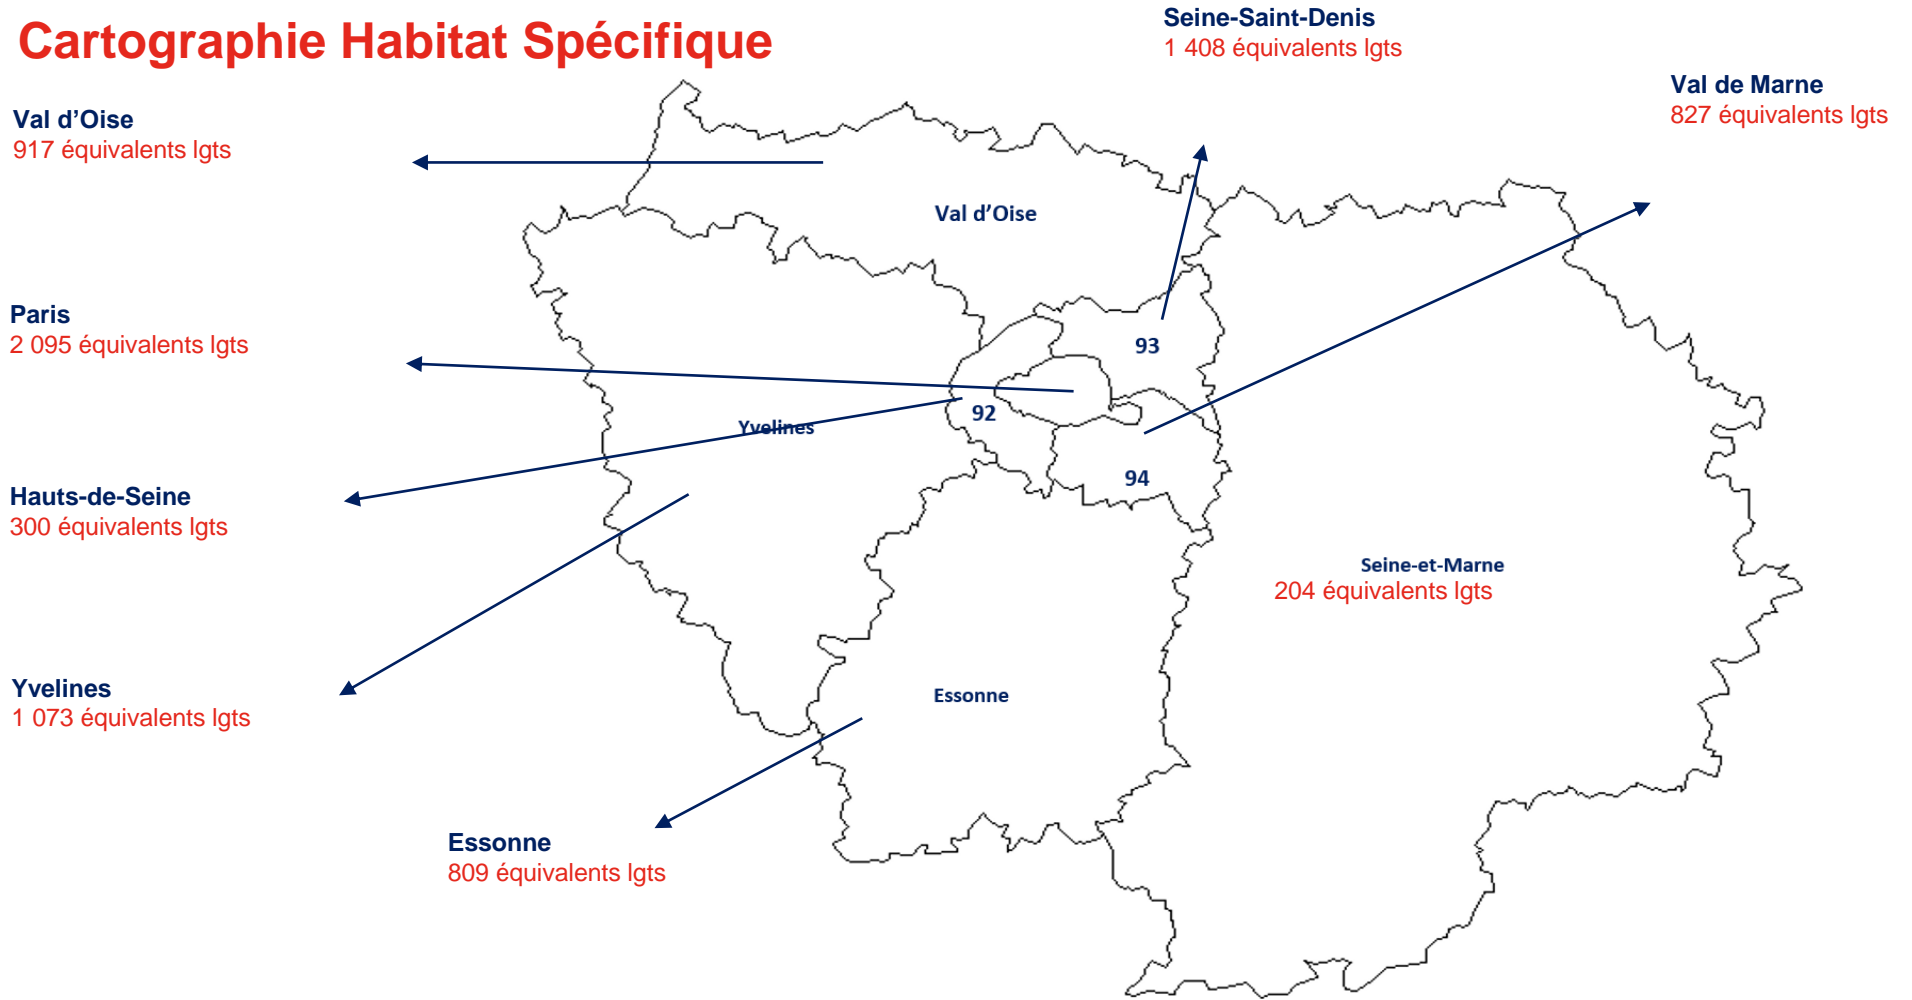 Cartographie Habitat Spécifique
Seine-Saint-Denis
1 408 équivalents lgts
Val de Marne
827 équivalents lgts
Val d’Oise
917 équivalents lgts
Val d’Oise
Paris
2 095 équivalents lgts
93
92
Yvelines
94
Hauts-de-Seine
300 équivalents lgts
Seine-et-Marne
204 équivalents lgts
Yvelines
1 073 équivalents lgts
Essonne
Essonne
809 équivalents lgts